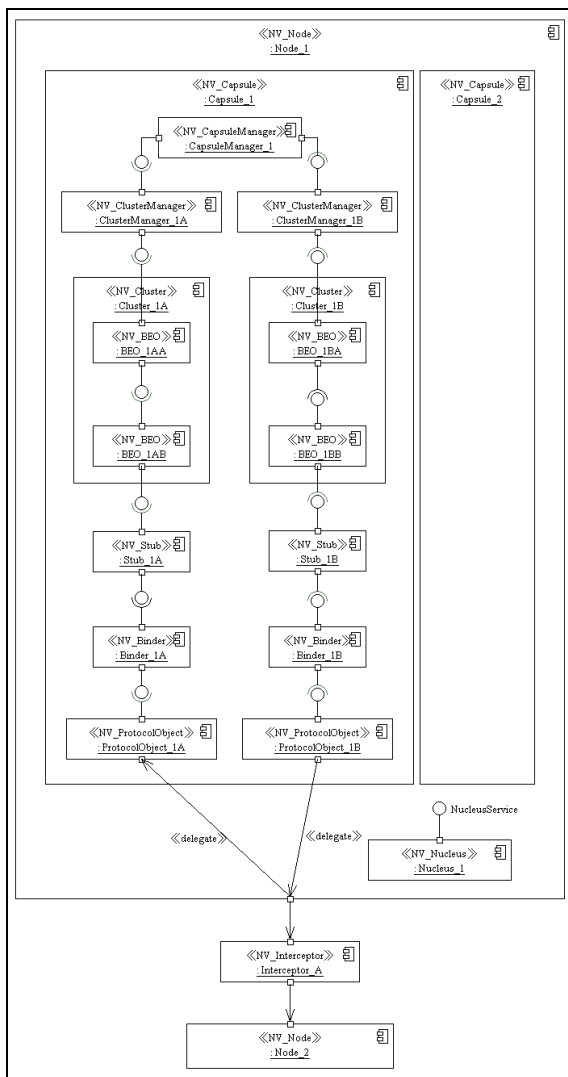 ≪NV_Node≫
: Node_1
≪NV_Capsule≫
: Capsule_1
≪NV_Capsule≫
: Capsule_2
≪NV_CapsuleManager≫
: CapsuleManager_1
≪NV_ClusterManager≫
: ClusterManager_1A
≪NV_ClusterManager≫
: ClusterManager_1B
≪NV_Cluster≫
: Cluster_1A
≪NV_Cluster≫
: Cluster_1B
≪NV_BEO≫
: BEO_1AA
≪NV_BEO≫
: BEO_1BA
≪NV_BEO≫
: BEO_1AB
≪NV_BEO≫
: BEO_1BB
≪NV_Stub≫
: Stub_1A
≪NV_Stub≫
: Stub_1B
≪NV_Binder≫
: Binder_1A
≪NV_Binder≫
: Binder_1B
≪NV_ProtocolObject≫
: ProtocolObject_1A
≪NV_ProtocolObject≫
: ProtocolObject_1B
NucleusService
≪delegate≫
≪delegate≫
≪NV_Nucleus≫
: Nucleus_1
≪NV_Interceptor≫
: Interceptor_A
≪NV_Node≫
: Node_2